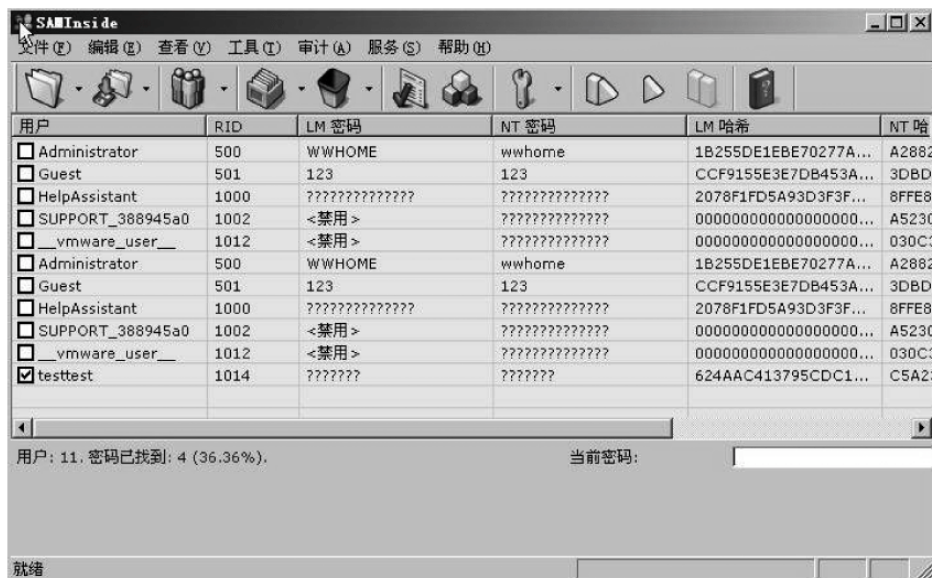 SAMInside
文件(F) 编辑(E) 查看(V) 工具(T) 审计(A) 服务(S) 帮助(H)
用户 RID LM 密码 NT 密码 LM 哈希 NT 哈
Administrator 500 WWHOME wwhome 1B255DE1EBE70277A... A2882
Guest 501 123 123 CCF9155E3E7DB453A... 3DBD
HelpAssistant 1000 ?????????????? ?????????????? 2078F1FD5A93D3F3F... 8FFE8
SUPPORT_388945a0 1002 <禁用> ?????????????? 000000000000000000... A5230
__vmware_user__ 1012 <禁用> ?????????????? 000000000000000000... 030C
Administrator 500 WWHOME wwhome 1B255DE1EBE70277A... A2882
Guest 501 123 123 CCF9155E3E7DB453A... 3DBD
HelpAssistant 1000 ?????????????? ?????????????? 2078F1FD5A93D3F3F... 8FFE8
SUPPORT_388945a0 1002 <禁用> ?????????????? 000000000000000000... A5230
__vmware_user__ 1012 <禁用> ?????????????? 000000000000000000... 030C
testtest 1014 ??????? ??????? 624AAC413795CDC1... C5A2
用户: 11. 密码已找到: 4 (36.36%). 当前密码:
就绪